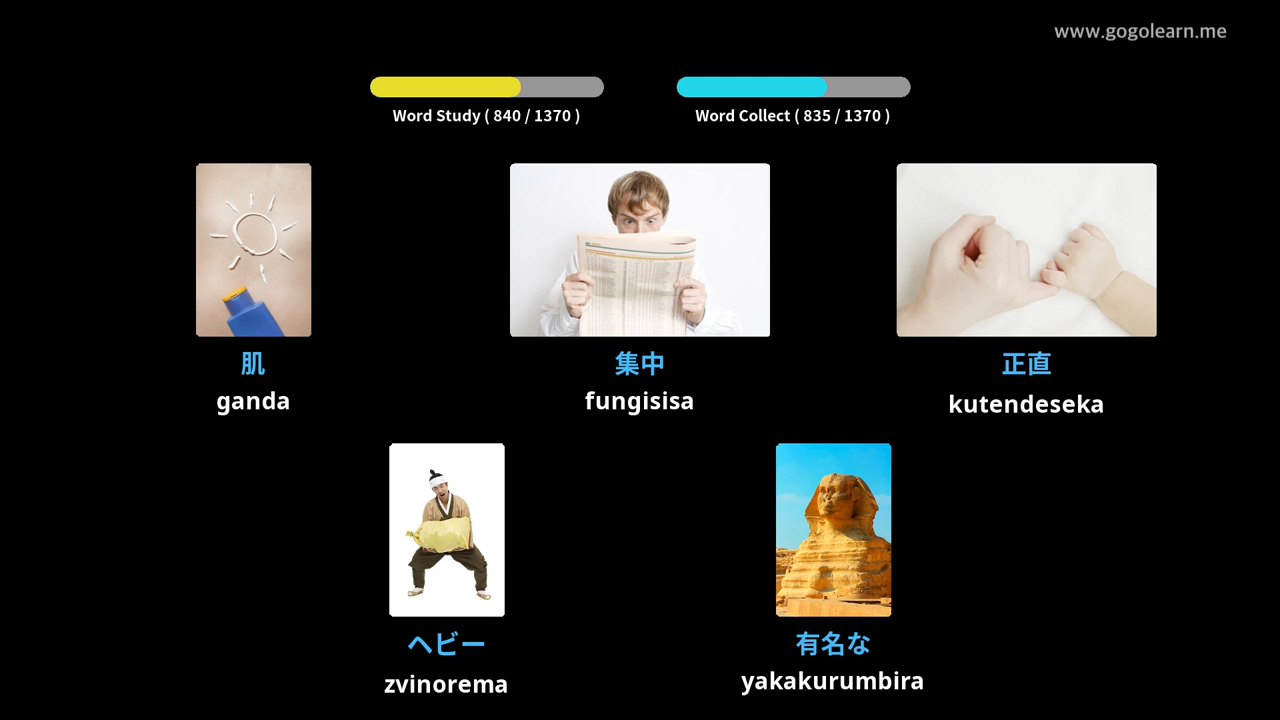 www.gogolearn.me
Word Study ( 840 / 1370 )
Word Collect ( 835 / 1370 )
肌
ganda
集中
fungisisa
正直
kutendeseka
ヘビー
zvinorema
有名な
yakakurumbira